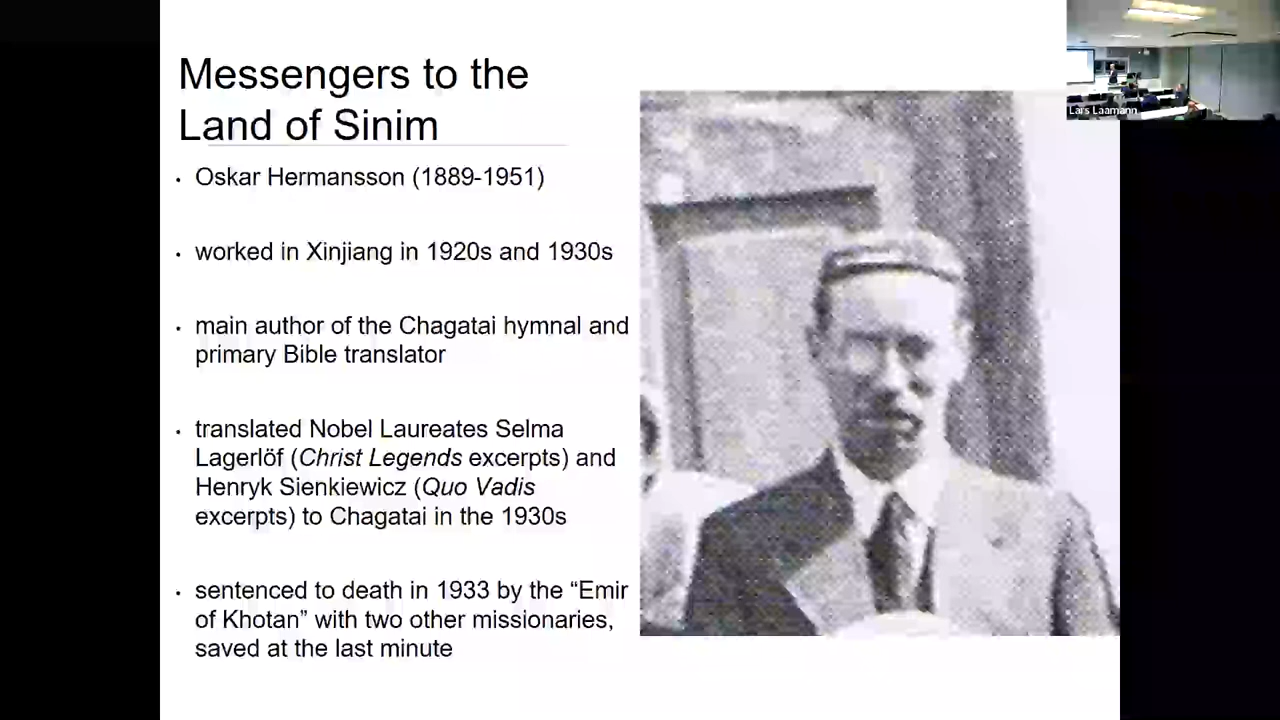 Messengers to the
Land of Sinim
• Oskar Hermansson (1889-1951)
• worked in Xinjiang in 1920s and 1930s
• main author of the Chagatai hymnal and
primary Bible translator
• translated Nobel Laureates Selma
Lagerlöf (Christ Legends excerpts) and
Henryk Sienkiewicz (Quo Vadis
excerpts) to Chagatai in the 1930s
• sentenced to death in 1933 by the “Emir
of Khotan” with two other missionaries,
saved at the last minute
Lars Laamann